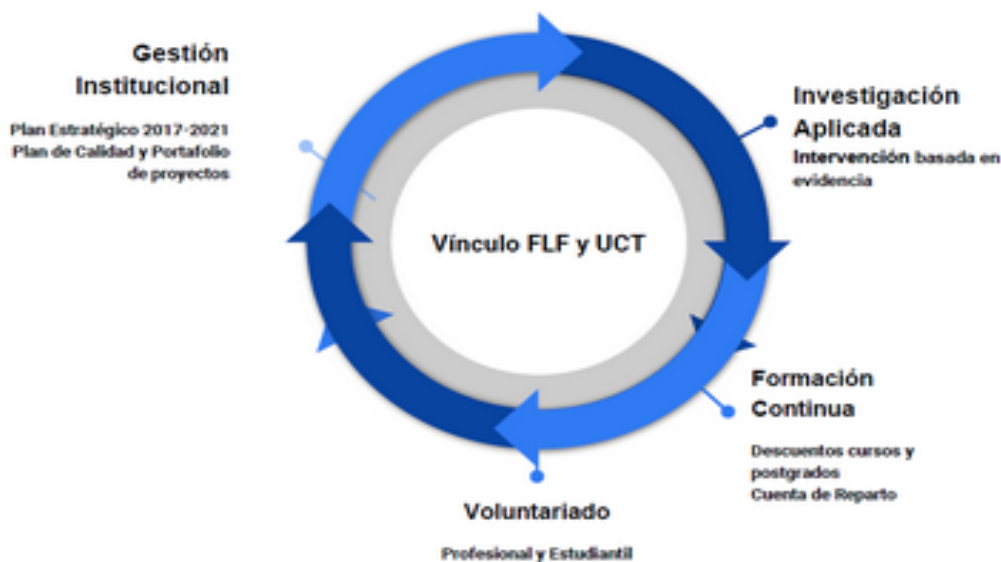 Gestión
Institucional
Plan Estratégico 2017-2021
Plan de Calidad y Portafolio
de proyectos
Investigación
Aplicada
Intervención basada en
evidencia
Vínculo FLF y UCT
Formación
Continua
Descuentos cursos y
postgrados
Cuenta de Reparto
Voluntariado
Profesional y Estudiantil